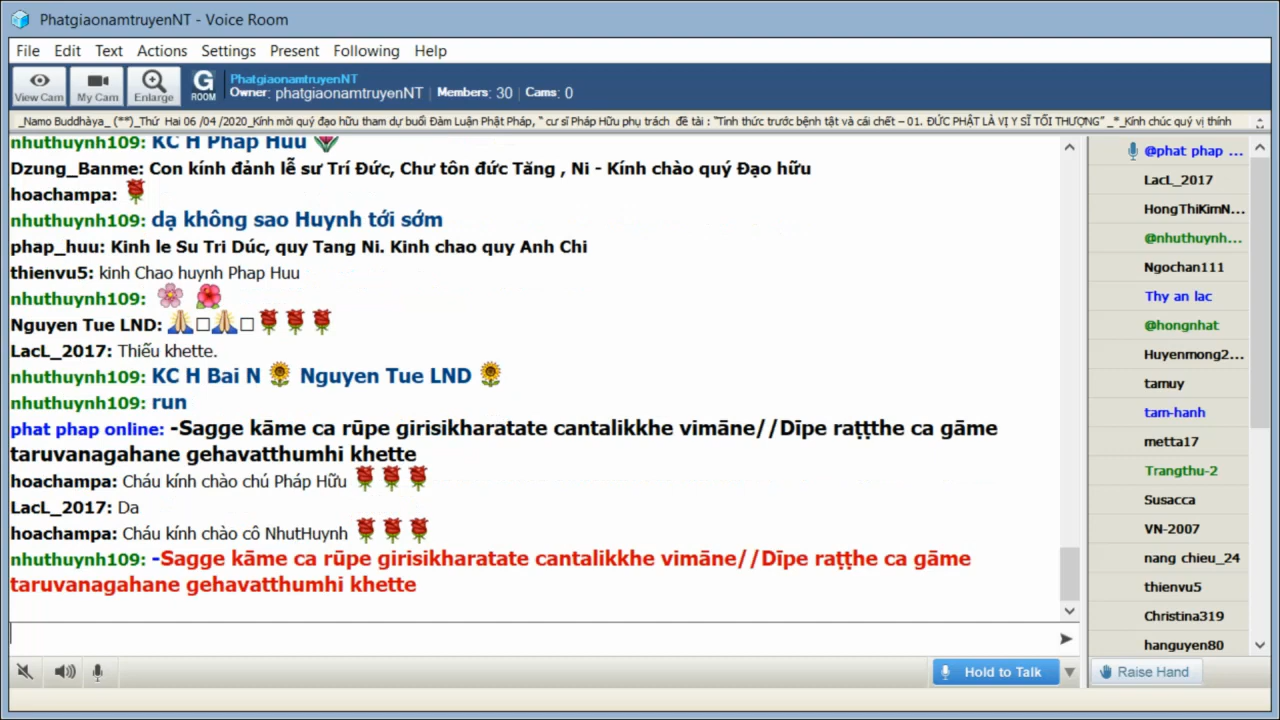 PhatgiaonamtruyenNT - Voice Room
File Edit Text Actions Settings Present Following Help
View Cam My Cam Enlarge G ROOM
PhatgiaonamtruyenNT
Owner: phatgiaonamtruyenNT | Members: 30 | Cams: 0
_Namo Buddhàya_ (**)_Thứ Hai 06 /04 /2020_Kính mời quý đạo hữu tham dự buổi Đàm Luận Phật Pháp, “ cư sĩ Pháp Hữu phụ trách đề tài : “Tỉnh thức trước bệnh tật và cái chết – 01. ĐỨC PHẬT LÀ VỊ Y SĨ TỐI THƯỢNG” _*_Kính chúc quý vị thính
nhuthuynh109: KC H Phap Huu
Dzung_Banme: Con kính đảnh lễ sư Trí Đức, Chư tôn đức Tăng , Ni - Kính chào quý Đạo hữu
hoachampa:
nhuthuynh109: dạ không sao Huynh tới sớm
phap_huu: Kinh le Su Tri Dúc, quy Tang Ni. Kinh chao quy Anh Chi
thienvu5: kinh Chao huynh Phap Huu
nhuthuynh109:
Nguyen Tue LND:
LacL_2017: Thiếu khette.
nhuthuynh109: KC H Bai N Nguyen Tue LND
nhuthuynh109: run
phat phap online: -Sagge kāme ca rūpe girisikharatate cantalikkhe vimāne//Dīpe raṭṭhe ca gāme
taruvanagahane gehavatthumhi khette
hoachampa: Cháu kính chào chú Pháp Hữu
LacL_2017: Da
hoachampa: Cháu kính chào cô NhutHuynh
nhuthuynh109: -Sagge kāme ca rūpe girisikharatate cantalikkhe vimāne//Dīpe raṭṭhe ca gāme
taruvanagahane gehavatthumhi khette
@phat phap ...
LacL_2017
HongThiKimN...
@nhuthuynh...
Ngochan111
Thy an lac
@hongnhat
Huyenmong2...
tamuy
tam-hanh
metta17
Trangthu-2
Susacca
VN-2007
nang chieu_24
thienvu5
Christina319
hanguyen80
Hold to Talk
Raise Hand